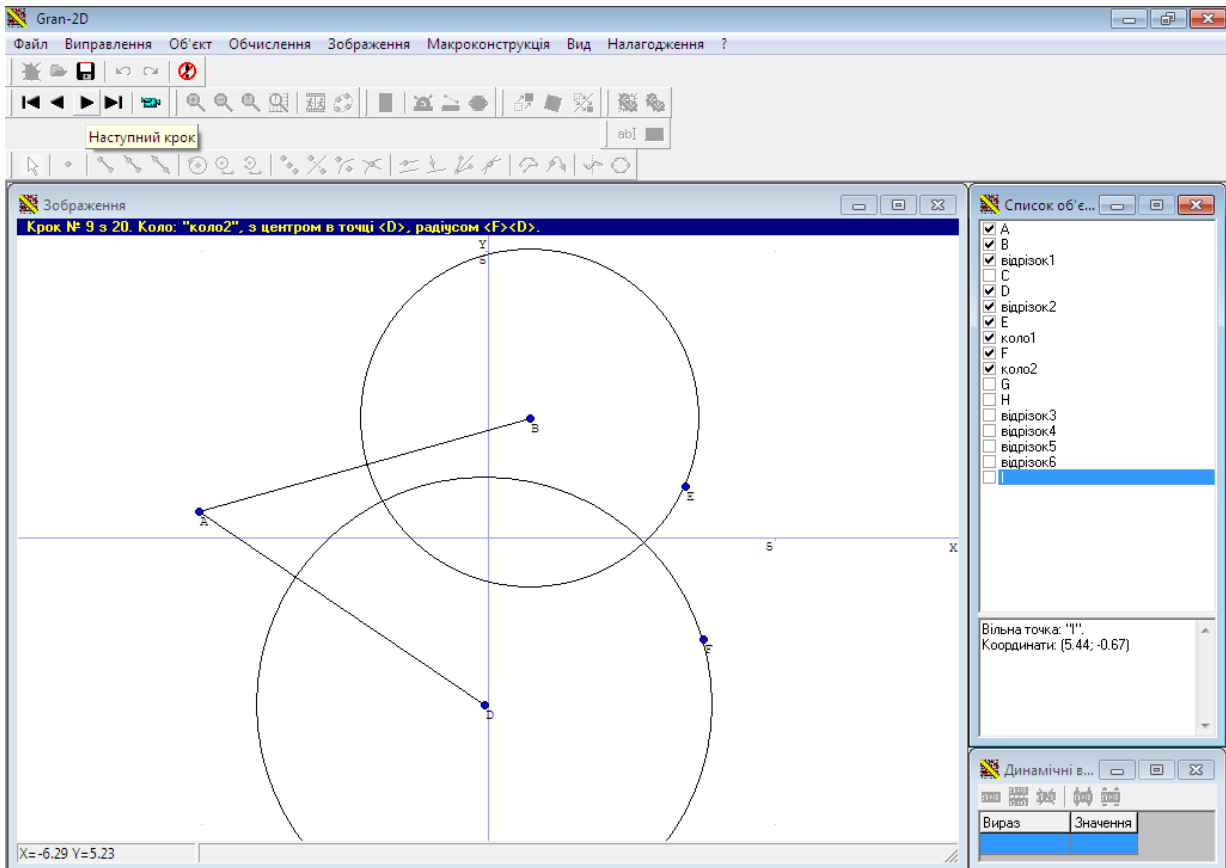 Gran-2D
Файл Виправлення Об'єкт Обчислення Зображення Макроконструкція Вид Налагодження ?
Наступний крок
abI
Зображення
Крок № 9 з 20. Коло: "коло2", з центром в точці <D>, радіусом <F><D>.
Y
5
B
E
A
5
X
F
D
X=-6.29 Y=5.23
Список об'є...
A
B
відрізок1
C
D
відрізок2
E
коло1
F
коло2
G
H
відрізок3
відрізок4
відрізок5
відрізок6
I
Вільна точка: "I".
Координати: (5.44; -0.67)
Динамічні в...
Вираз Значення